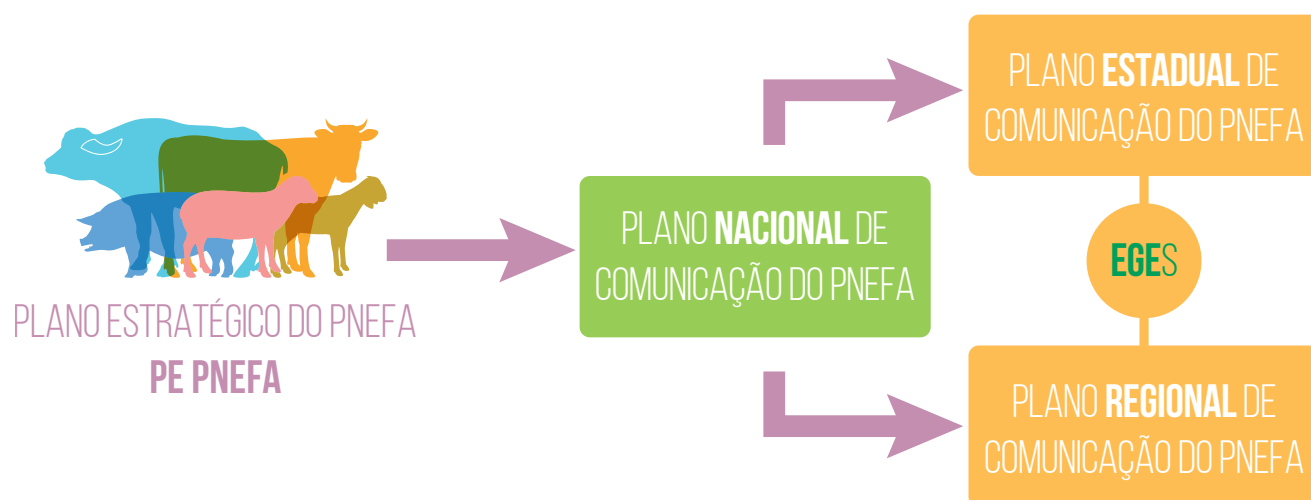 PLANO ESTRATÉGICO DO PNEFA
PE PNEFA
PLANO NACIONAL DE
COMUNICAÇÃO DO PNEFA
PLANO ESTADUAL DE
COMUNICAÇÃO DO PNEFA
EGES
PLANO REGIONAL DE
COMUNICAÇÃO DO PNEFA